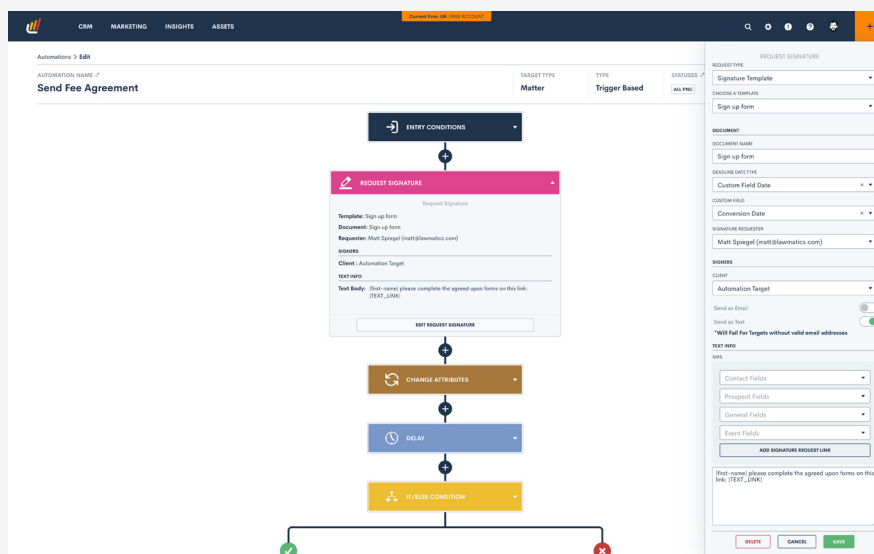 Current Firm: LM | FREE ACCOUNT
CRM MARKETING INSIGHTS ASSETS
Automations > Edit
AUTOMATION NAME
Send Fee Agreement
TARGET TYPE
Matter
TYPE
Trigger Based
STATUSES
ALL PNC
ENTRY CONDITIONS
REQUEST SIGNATURE
Request Signature
Template: Sign up form
Document: Sign up form
Requester: Matt Spiegel (matt@lawmatics.com)
SIGNERS
Client : Automation Target
TEXT INFO
Text Body: [first-name] please complete the agreed upon forms on this link:
[TEXT_LINK]
EDIT REQUEST SIGNATURE
CHANGE ATTRIBUTES
DELAY
IF/ELSE CONDITION
REQUEST SIGNATURE
REQUEST TYPE
Signature Template
CHOOSE A TEMPLATE
Sign up form
DOCUMENT
DOCUMENT NAME
Sign up form
DEADLINE DATE TYPE
Custom Field Date
CUSTOM FIELD
Conversion Date
SIGNATURE REQUESTER
Matt Spiegel (matt@lawmatics.com)
SIGNERS
CLIENT
Automation Target
Send as Email
Send as Text
*Will Fail For Targets without valid email addresses
TEXT INFO
SMS
Contact Fields
Prospect Fields
General Fields
Event Fields
ADD SIGNATURE REQUEST LINK
[first-name] please complete the agreed upon forms on this
link: [TEXT_LINK]
DELETE CANCEL SAVE